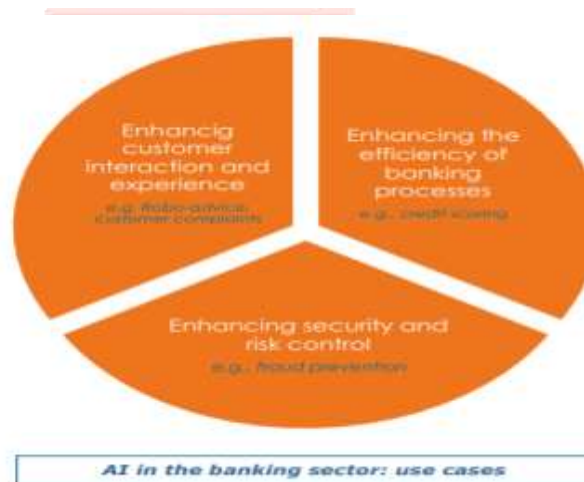 Enhancig
customer
interaction and
experience
e.g. Robo-advice,
customer complaints
Enhancing the
efficiency of
banking
processes
e.g., credit scoring
Enhancing security and
risk control
e.g., fraud prevention
AI in the banking sector: use cases